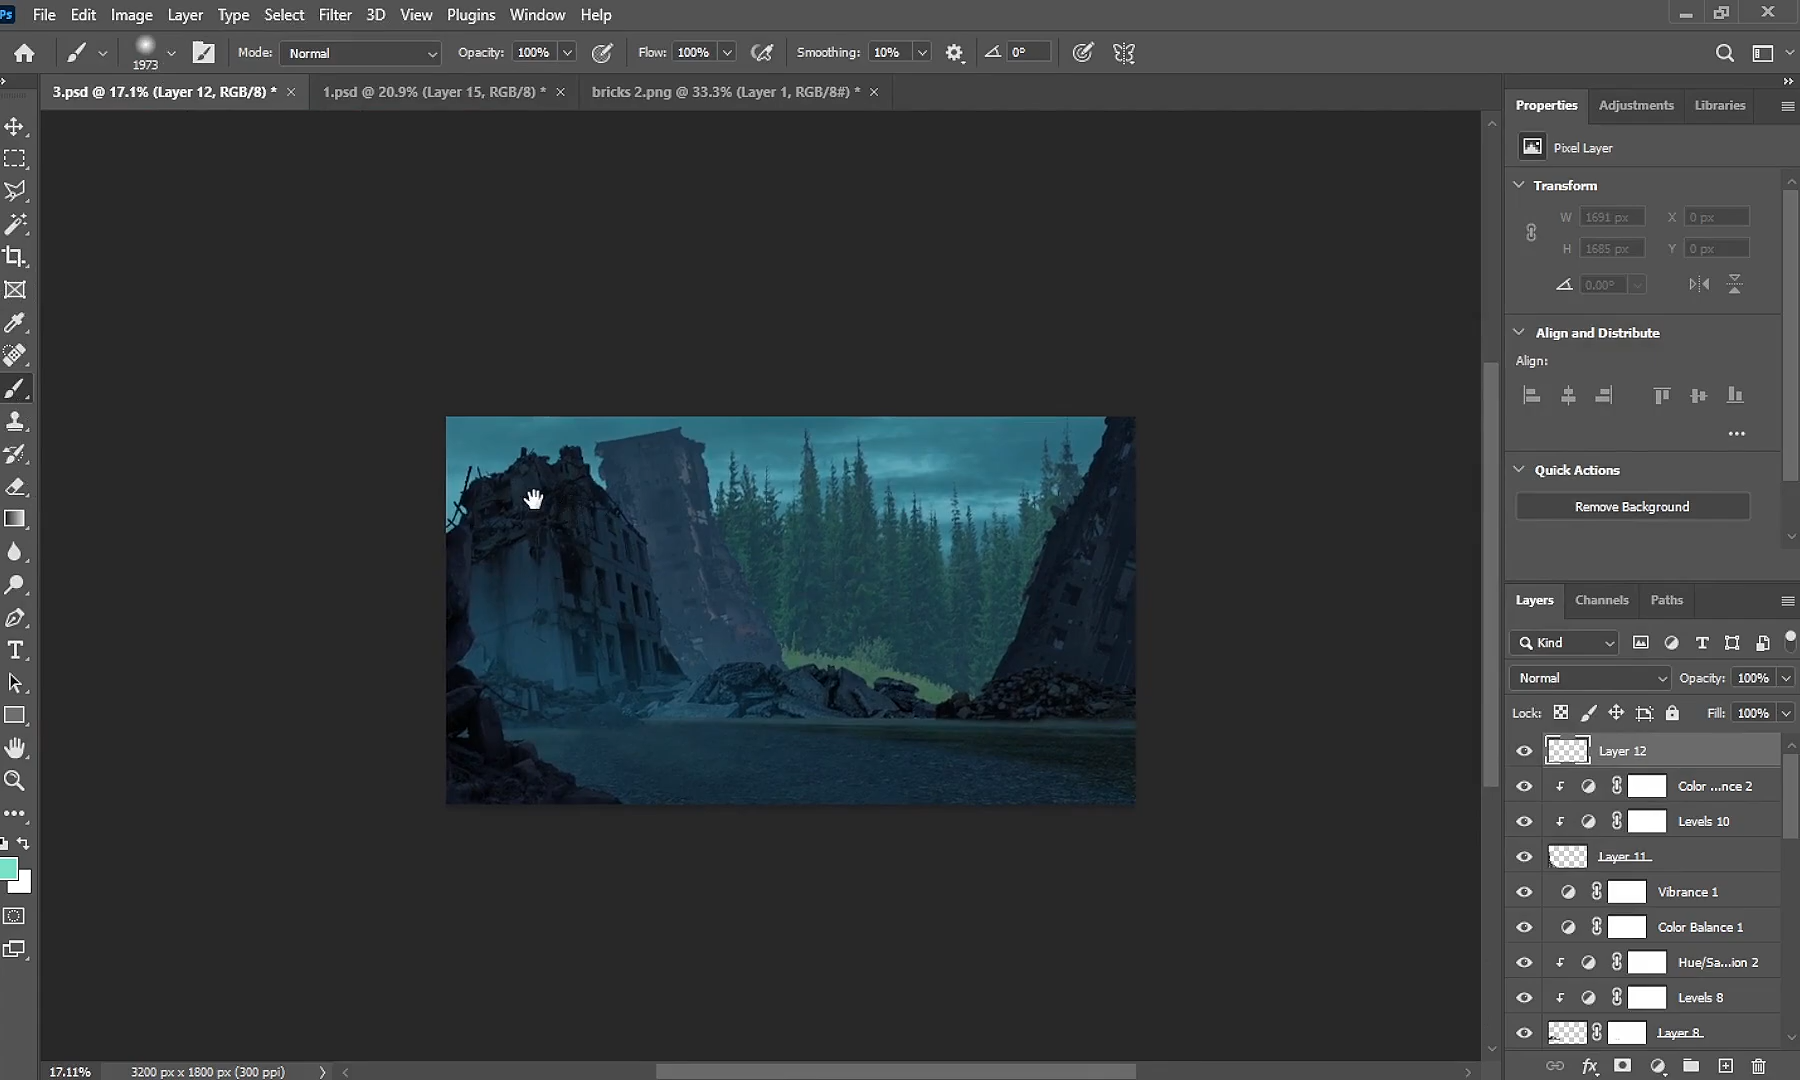 Ps File Edit Image Layer Type Select Filter 3D View Plugins Window Help
1973 Mode: Normal Opacity: 100% Flow: 100% Smoothing: 10% 0°
3.psd @ 17.1% (Layer 12, RGB/8) * 1.psd @ 20.9% (Layer 15, RGB/8) * bricks 2.png @ 33.3% (Layer 1, RGB/8#) *
Properties Adjustments Libraries
Pixel Layer
Transform
W 1691 px X 0 px
H 1685 px Y 0 px
0.00°
Align and Distribute
Align:
Quick Actions
Remove Background
Layers Channels Paths
Kind
Normal Opacity: 100%
Lock: Fill: 100%
Layer 12
Color ...nce 2
Levels 10
Layer 11
Vibrance 1
Color Balance 1
Hue/Sa...ion 2
Levels 8
Layer 8
17.11% 3200 px x 1800 px (300 ppi)